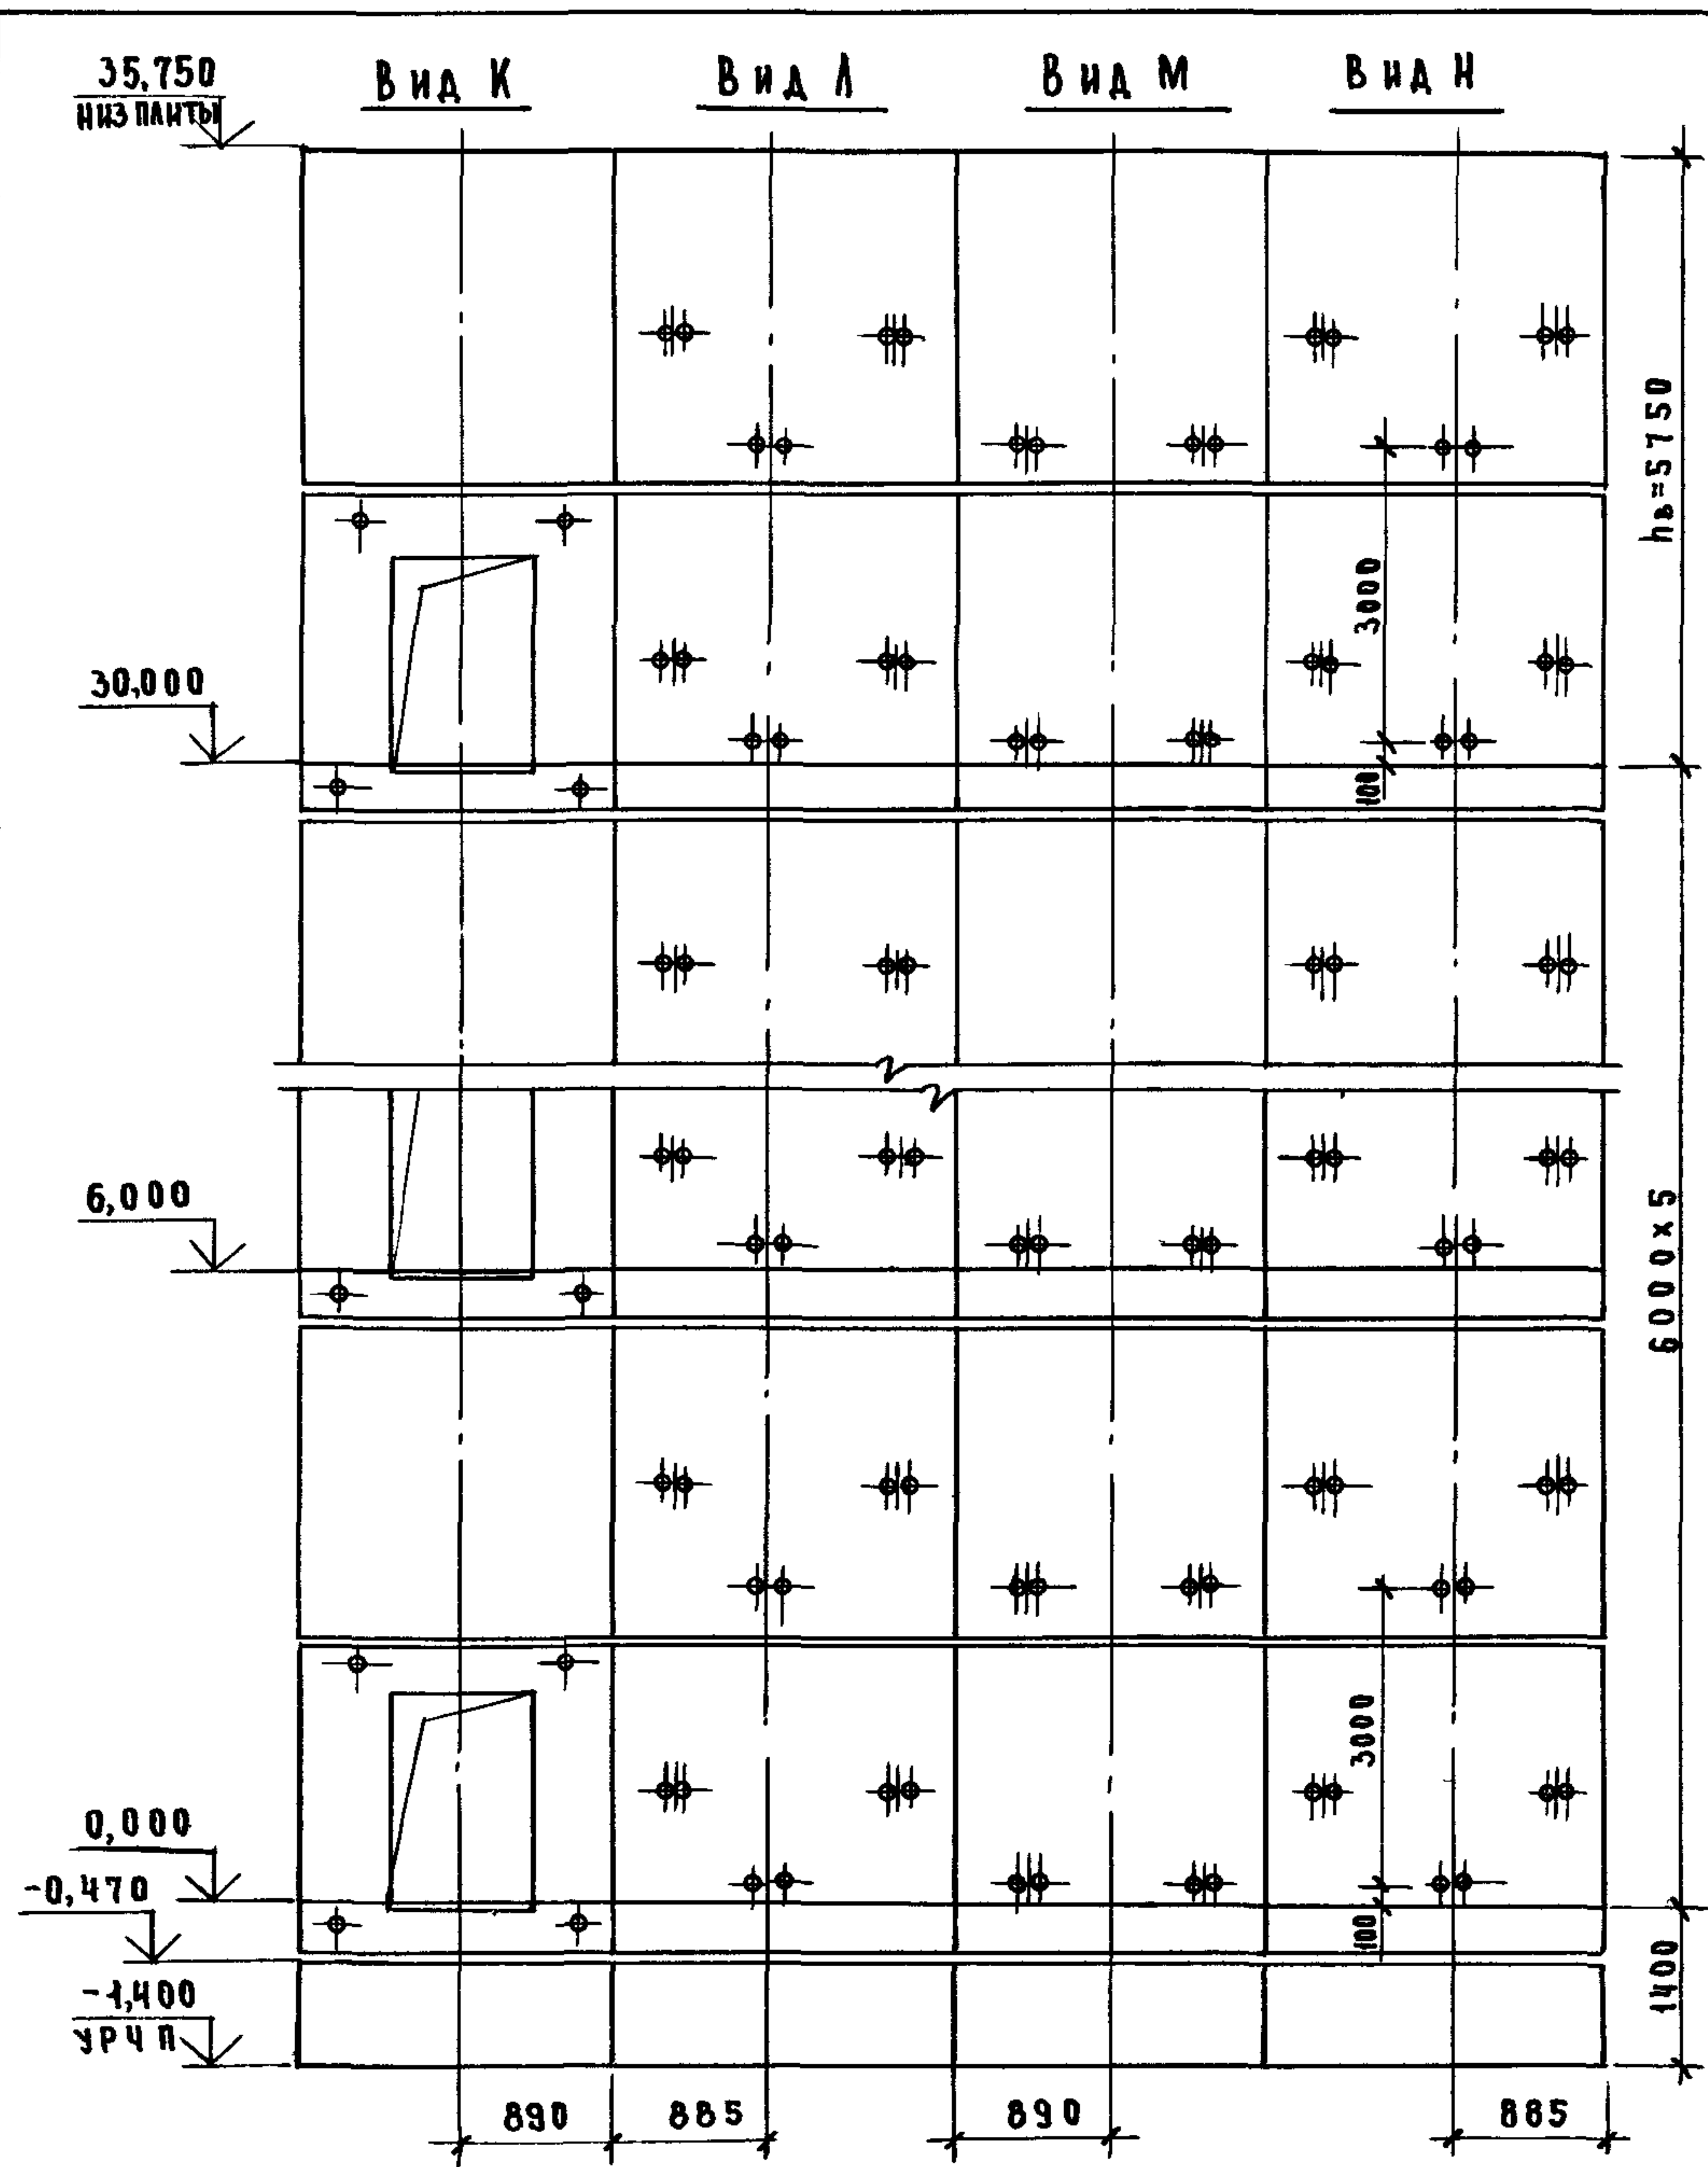 35,750
НИЗ ПЛИТЫ
Вид К
Вид Л
Вид М
Вид Н
hв=5750
3000
30,000
100
6,000
6000х5
3000
0,000
-0,470
100
-1,400
УРЧП
1400
890
885
890
885